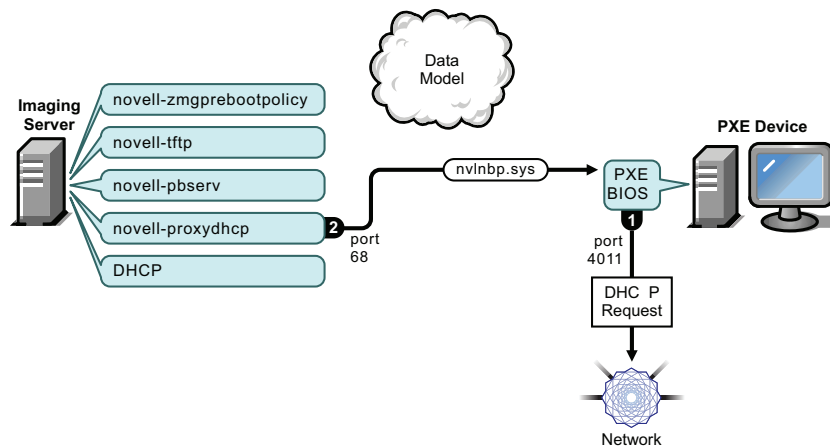 Data
Model
Imaging
Server
novell-zmgprebootpolicy
novell-tftp
novell-pbserv
novell-proxydhcp
DHCP
2
port
68
nvlnbp.sys
PXE
BIOS
PXE Device
1
port
4011
DHC P
Request
Network